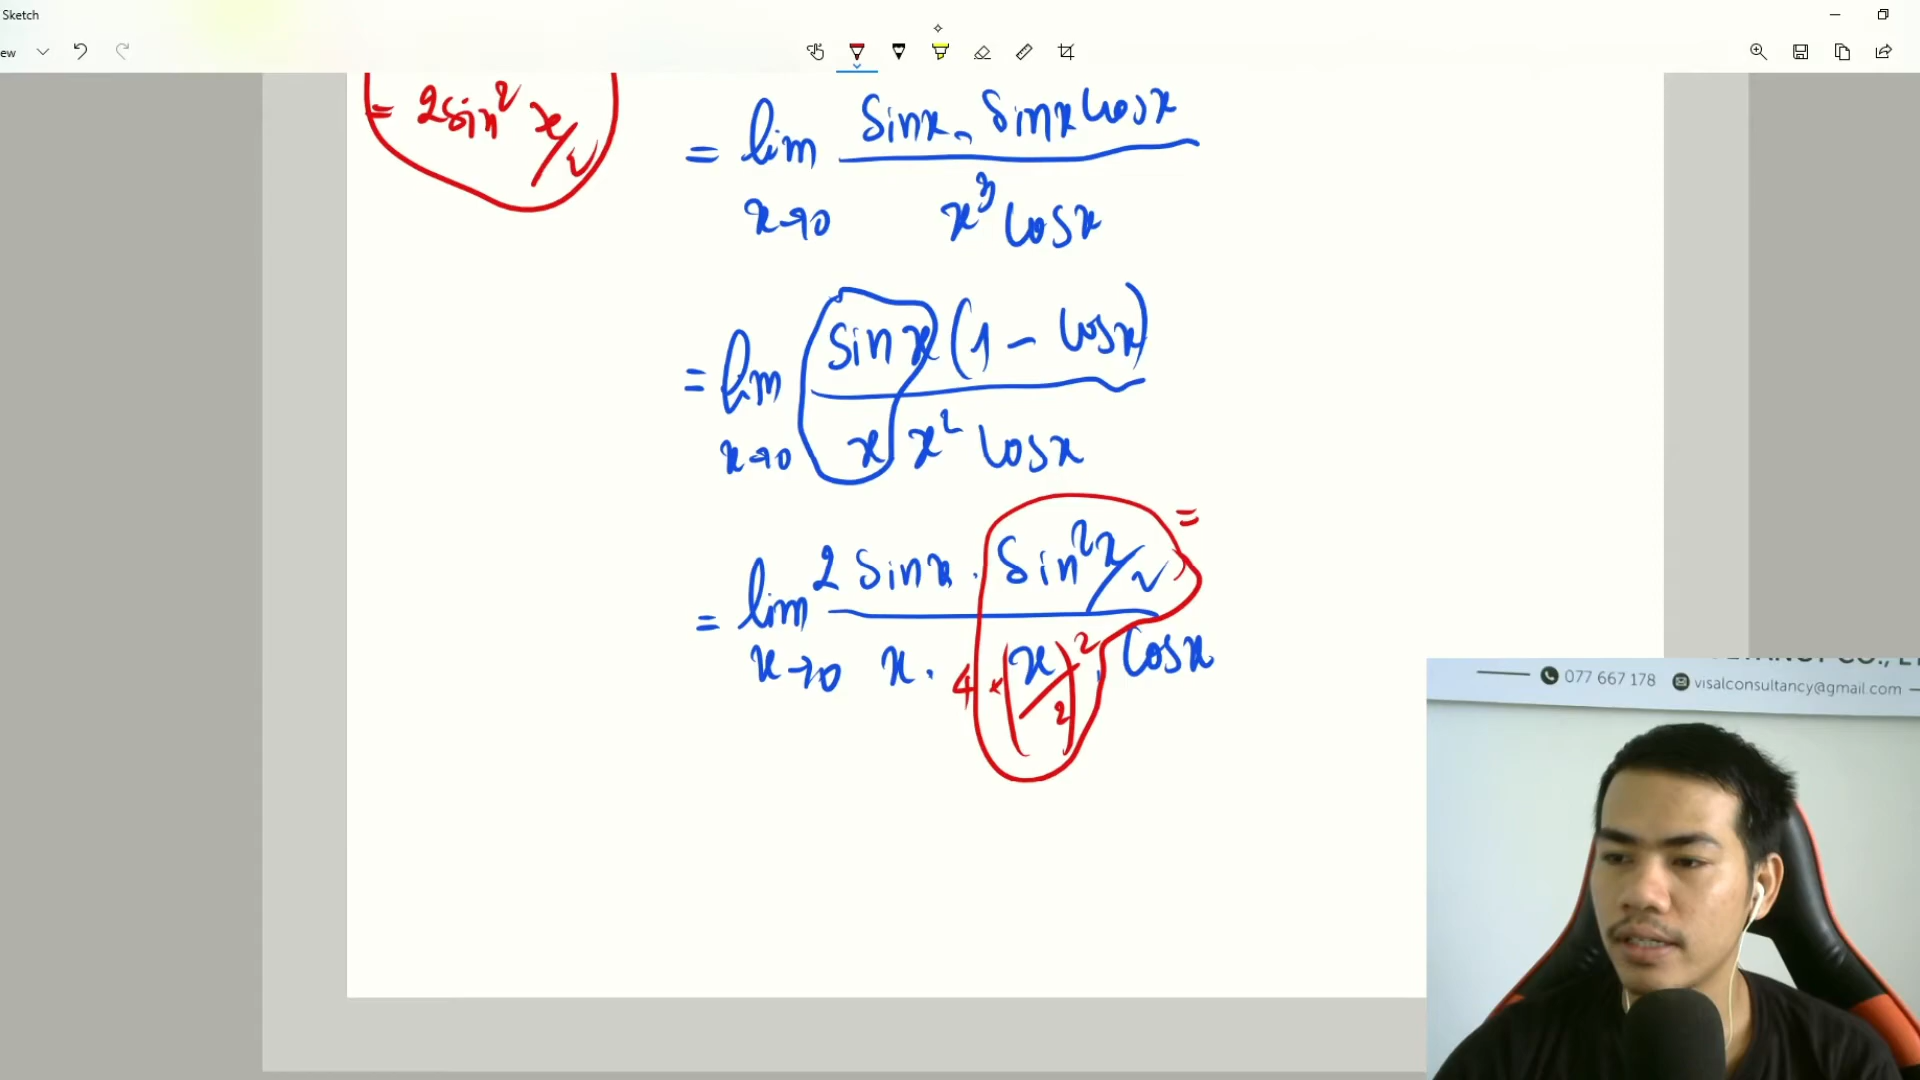 Sketch
ew
= 2sin² x/2
= lim sinx - sinx cosx
x→0 x³ cosx
= lim sinx (1 - cosx)
x→0 x x² cosx
=
= lim 2 sinx . sin² x/2
x→0 x . 4 × (x/2)² . cosx
077 667 178 visalconsultancy@gmail.com